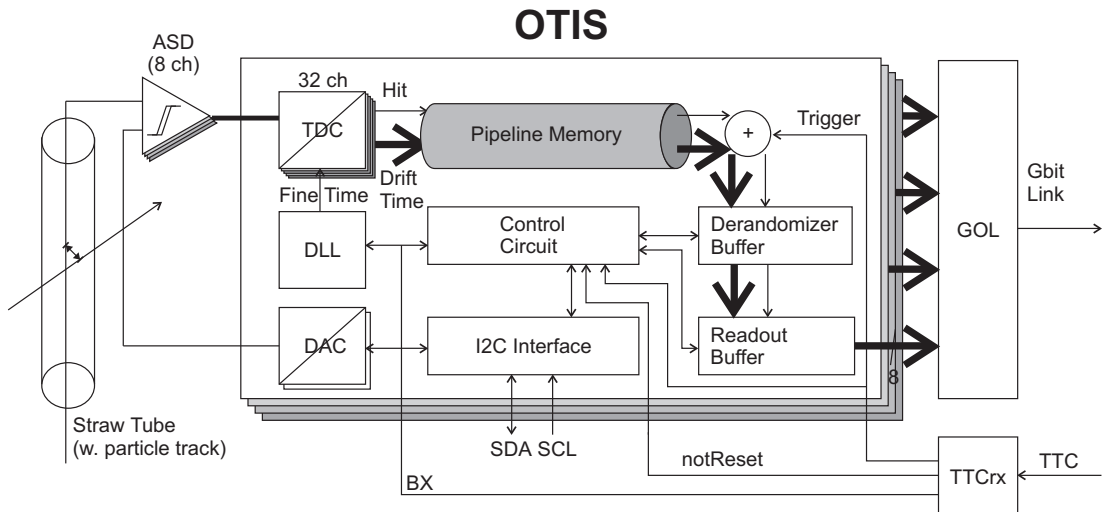 OTIS
ASD
(8 ch)
32 ch
Hit
TDC
Pipeline Memory
+
Trigger
Drift
Time
Fine Time
Gbit
Link
DLL
Control
Circuit
Derandomizer
Buffer
GOL
DAC
I2C Interface
Readout
Buffer
8
Straw Tube
(w. particle track)
SDA SCL
notReset
BX
TTCrx
TTC